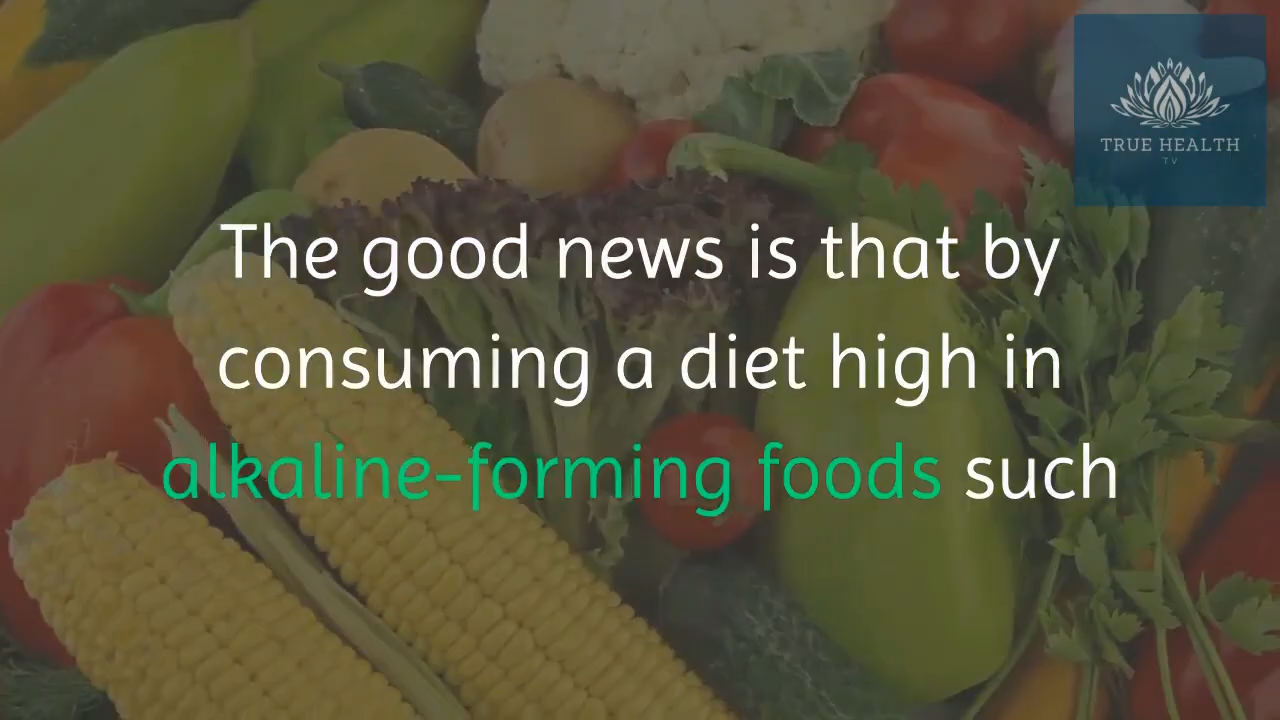 TRUE HEALTH
TV
The good news is that by
consuming a diet high in
alkaline-forming foods such